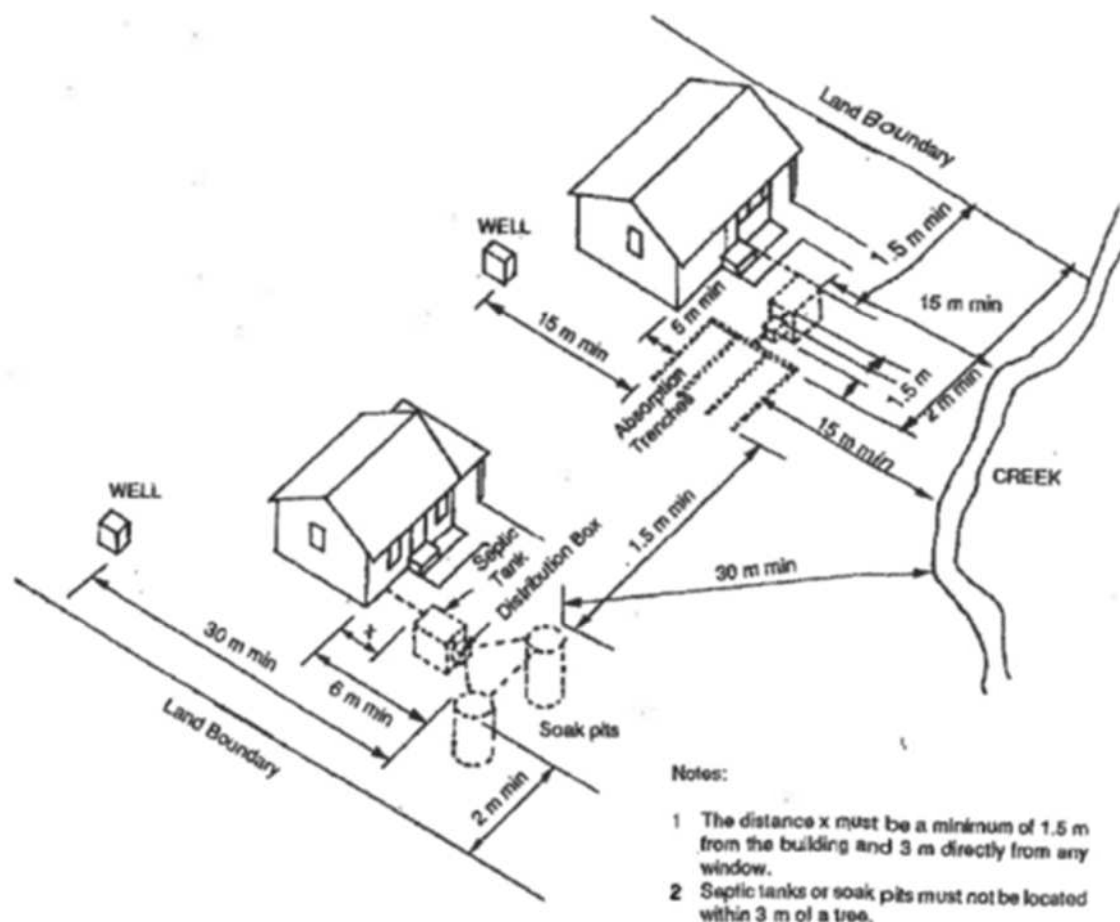 Land Boundary
WELL
1.5 m min
15 m min
6 m min
15 m min
Absorption
Trenches
1.5 m
2 m min
15 m min
CREEK
WELL
Septic
Tank
Distribution Box
1.5 m min
30 m min
x
30 m min
6 m min
Soak pits
Land Boundary
2 m min
Notes:
1 The distance x must be a minimum of 1.5 m
from the building and 3 m directly from any
window.
2 Septic tanks or soak pits must not be located
within 3 m of a tree.